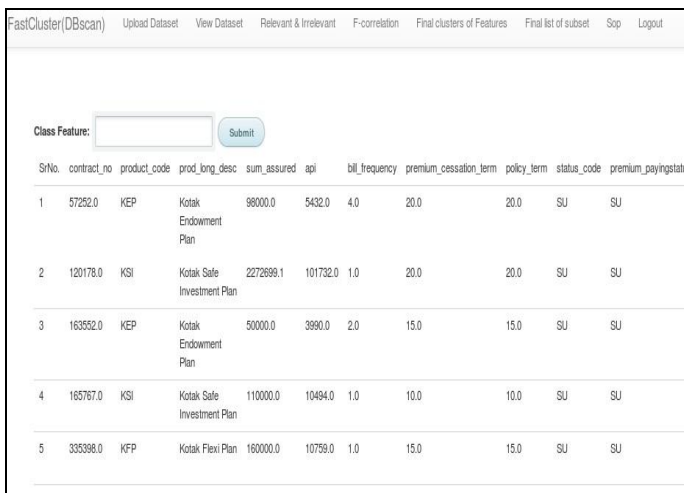 FastCluster(DBscan) Upload Dataset View Dataset Relevant & Irrelevant F-correlation Final clusters of Features Final list of subset Sop Logout
Class Feature: Submit
SrNo. contract_no product_code prod_long_desc sum_assured api bill_frequency premium_cessation_term policy_term status_code premium_payingstatu
1 57252.0 KEP Kotak 98000.0 5432.0 4.0 20.0 20.0 SU SU
Endowment
Plan
2 120178.0 KSI Kotak Safe 2272699.1 101732.0 1.0 20.0 20.0 SU SU
Investment Plan
3 163552.0 KEP Kotak 50000.0 3990.0 2.0 15.0 15.0 SU SU
Endowment
Plan
4 165767.0 KSI Kotak Safe 110000.0 10494.0 1.0 10.0 10.0 SU SU
Investment Plan
5 335398.0 KFP Kotak Flexi Plan 160000.0 10759.0 1.0 15.0 15.0 SU SU